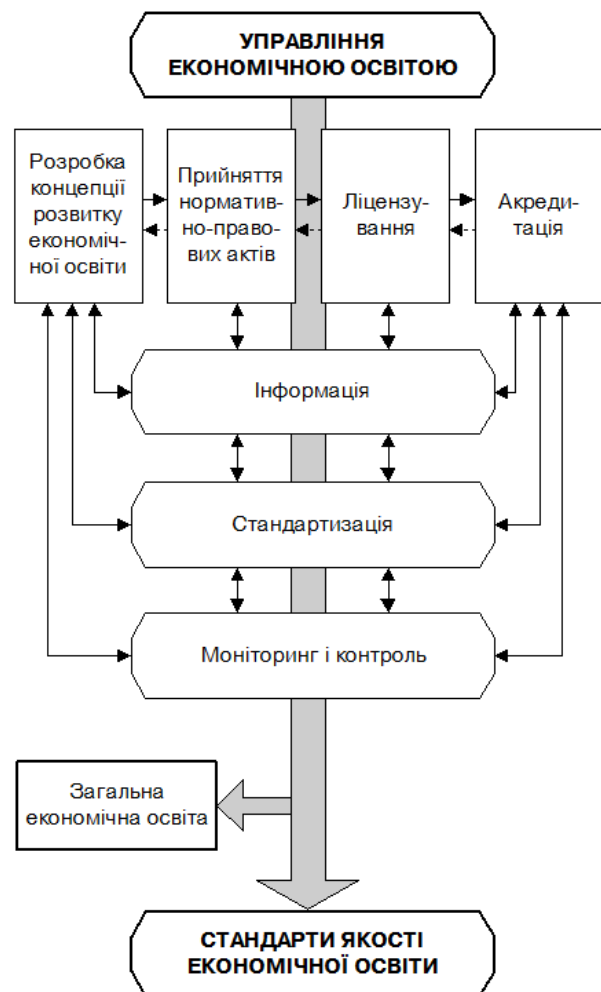 УПРАВЛІННЯ
ЕКОНОМІЧНОЮ ОСВІТОЮ
Розробка
концепції
розвитку
економіч-
ної освіти
Прийняття
норматив-
но-право-
вих актів
Ліцензу-
вання
Акреди-
тація
Інформація
Стандартизація
Моніторинг і контроль
Загальна
економічна освіта
СТАНДАРТИ ЯКОСТІ
ЕКОНОМІЧНОЇ ОСВІТИ